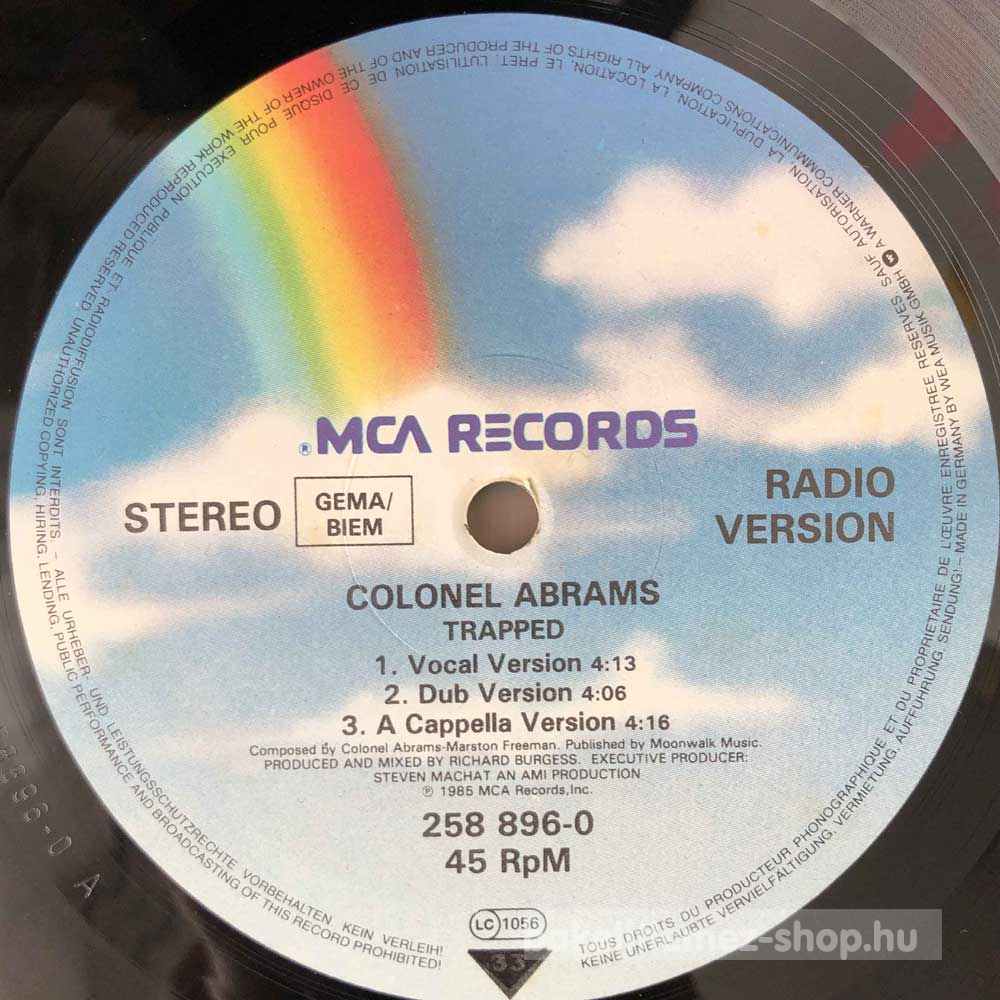 ® MCA RECORDS
STEREO
GEMA/
BIEM
RADIO
VERSION
COLONEL ABRAMS
TRAPPED
1. Vocal Version 4:13
2. Dub Version 4:06
3. A Cappella Version 4:16
Composed by Colonel Abrams-Marston Freeman. Published by Moonwalk Music.
PRODUCED AND MIXED BY RICHARD BURGESS. EXECUTIVE PRODUCER:
STEVEN MACHAT AN AMI PRODUCTION
℗ 1985 MCA Records, Inc.
258 896-0
45 RpM
LC 1056
33
TOUS DROITS DU PRODUCTEUR PHONOGRAPHIQUE ET DU PROPRIETAIRE DE L'ŒUVRE ENREGISTREE RESERVES. SAUF AUTORISATION, LA DUPLICATION, LA LOCATION, LE PRET, L'UTILISATION DE CE DISQUE POUR EXECUTION PUBLIQUE ET RADIODIFFUSION SONT INTERDITS. – ALLE URHEBER- UND LEISTUNGSSCHUTZRECHTE VORBEHALTEN. KEIN VERLEIH!
KEINE UNERLAUBTE VERVIELFÄLTIGUNG, VERMIETUNG, AUFFÜHRUNG, SENDUNG! – MADE IN GERMANY BY WEA MUSIK GMBH A WARNER COMMUNICATIONS COMPANY. ALL RIGHTS OF THE PRODUCER AND OF THE OWNER OF THE WORK REPRODUCED RESERVED. UNAUTHORIZED COPYING, HIRING, LENDING, PUBLIC PERFORMANCE AND BROADCASTING OF THIS RECORD PROHIBITED!
A
-shop.hu